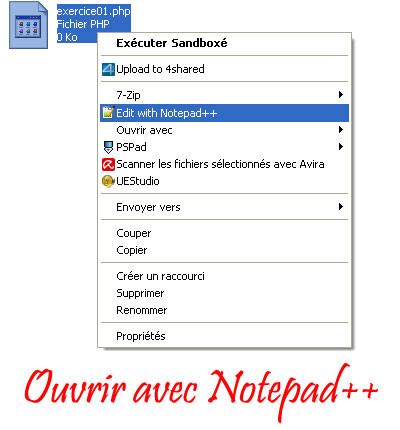 exercice01.php
Fichier PHP
0 Ko
Exécuter Sandboxé
Upload to 4shared
7-Zip
Edit with Notepad++
Ouvrir avec
PSPad
Scanner les fichiers sélectionnés avec Avira
UEStudio
Envoyer vers
Couper
Copier
Créer un raccourci
Supprimer
Renommer
Propriétés
Ouvrir avec Notepad++